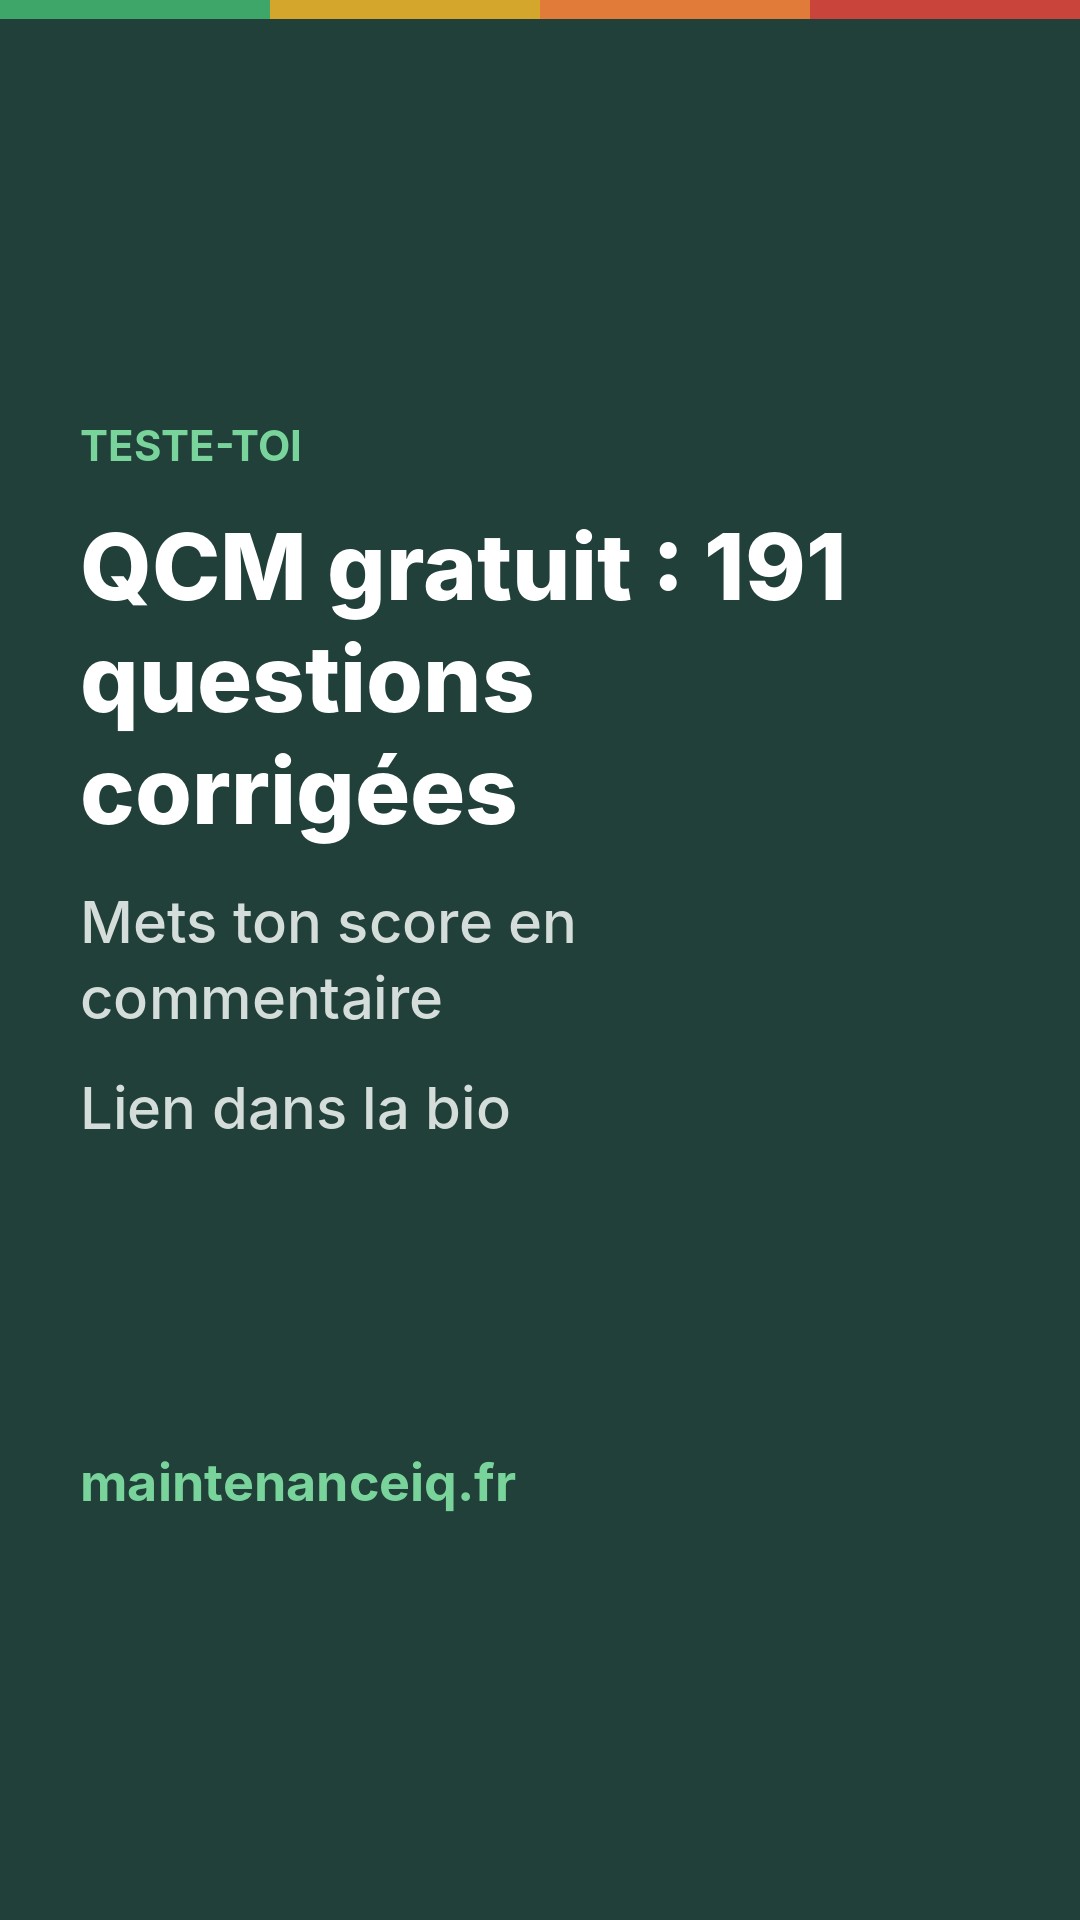 TESTE-TOI
QCM gratuit : 191
questions
corrigées
Mets ton score en
commentaire
Lien dans la bio
maintenanceiq.fr